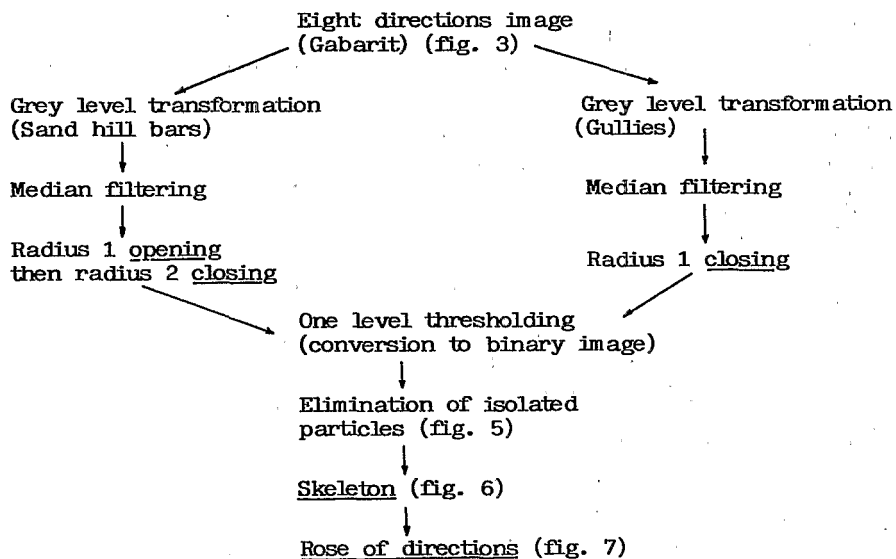 Eight directions image
(Gabarit) (fig. 3)
Grey level transformation
(Sand hill bars)
Median filtering
Radius 1 opening
then radius 2 closing
Grey level transformation
(Gullies)
Median filtering
Radius 1 closing
One level thresholding
(conversion to binary image)
Elimination of isolated
particles (fig. 5)
Skeleton (fig. 6)
Rose of directions (fig. 7)